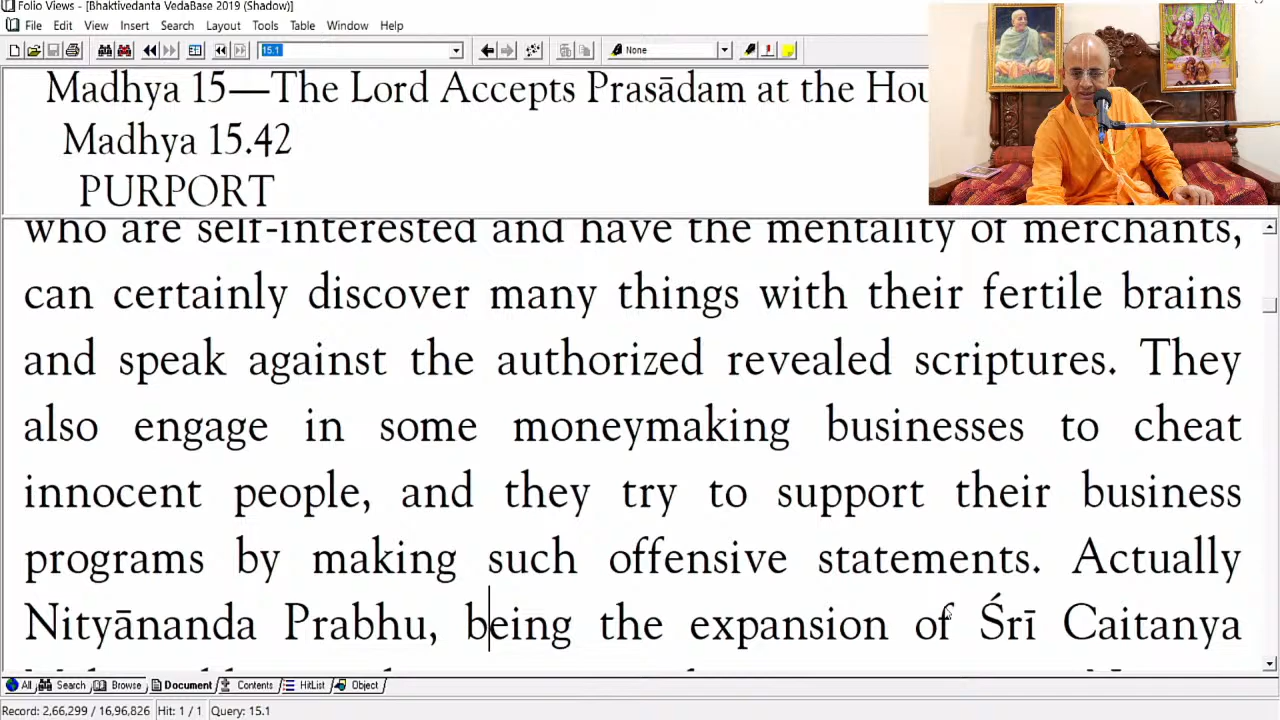 Folio Views - [Bhaktivedanta VedaBase 2019 (Shadow)]
File Edit View Insert Search Layout Tools Table Window Help
15.1 None
Madhya 15—The Lord Accepts Prasādam at the Hou
Madhya 15.42
PURPORT
who are self-interested and have the mentality of merchants,
can certainly discover many things with their fertile brains
and speak against the authorized revealed scriptures. They
also engage in some moneymaking businesses to cheat
innocent people, and they try to support their business
programs by making such offensive statements. Actually
Nityānanda Prabhu, being the expansion of Śrī Caitanya
All Search Browse Document Contents HitList Object
Record: 2,66,299 / 16,96,826 Hit: 1 / 1 Query: 15.1